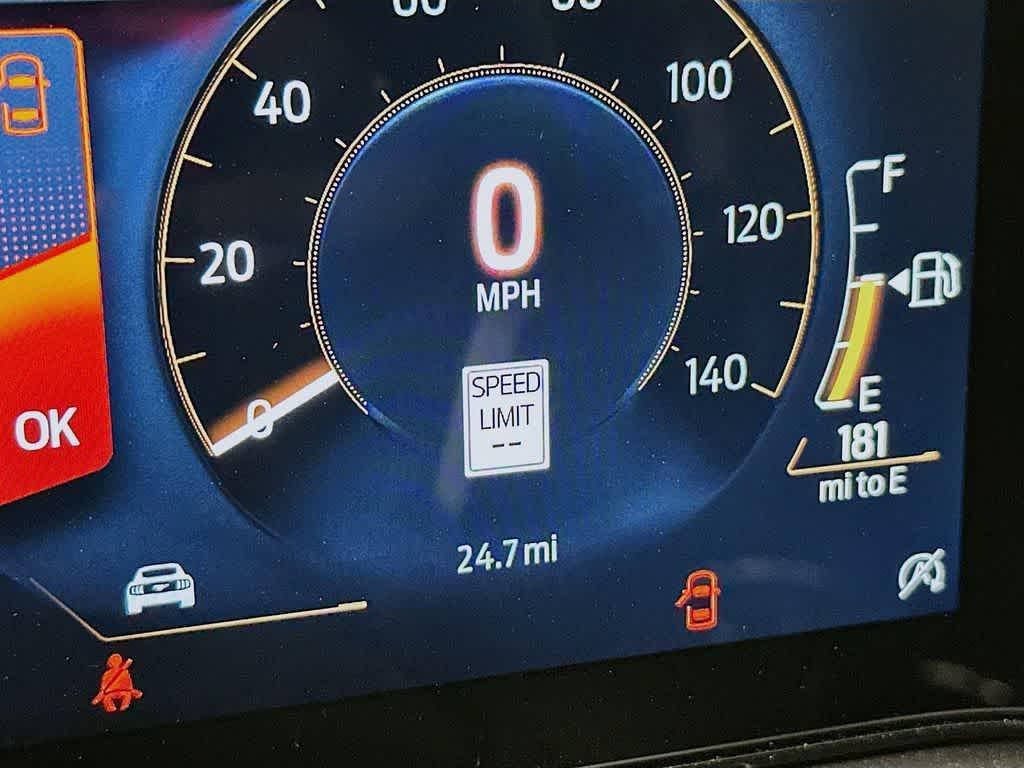 40
100
F
0
20
120
MPH
140
E
0
SPEED
LIMIT
--
OK
181
mi to E
24.7 mi